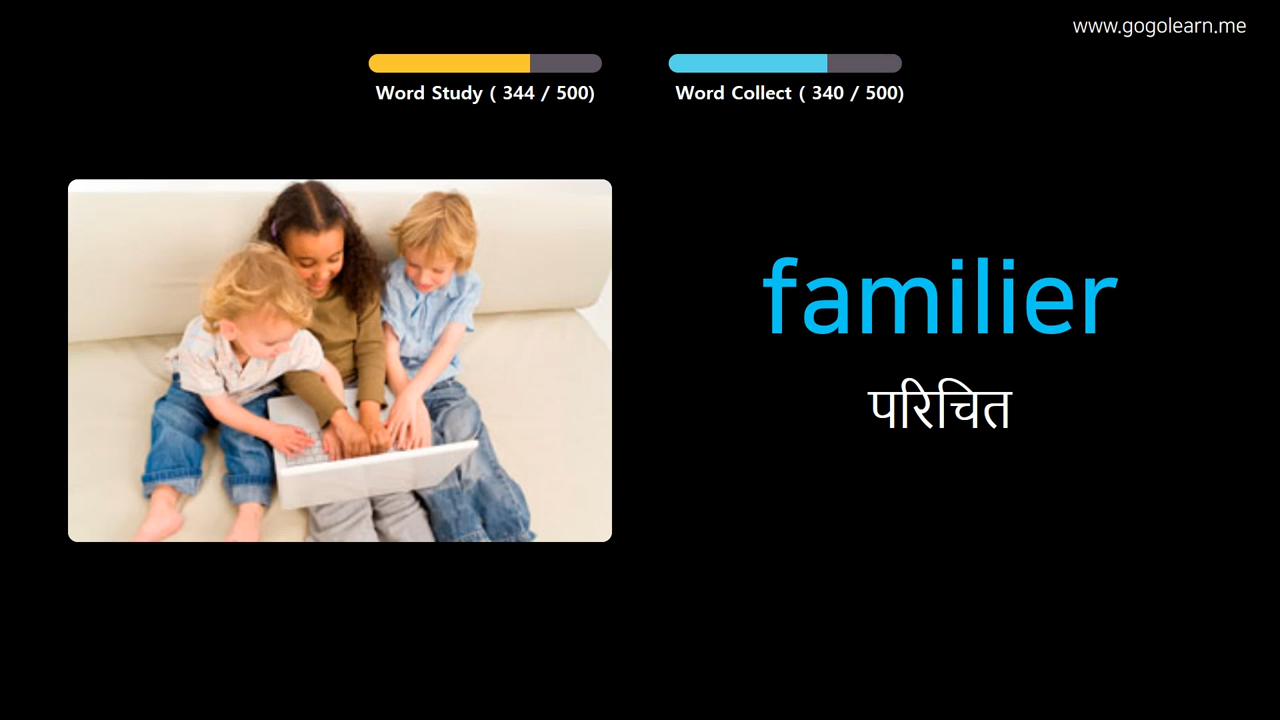 www.gogolearn.me
Word Study ( 344 / 500)
Word Collect ( 340 / 500)
familier
परिचित